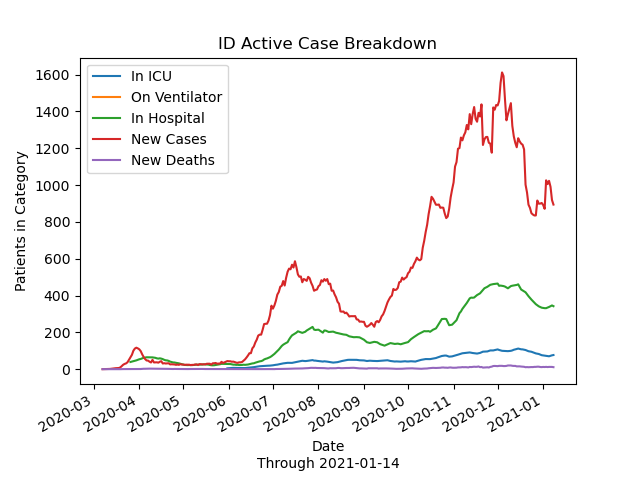 ID Active Case Breakdown
In ICU
On Ventilator
In Hospital
New Cases
New Deaths
Patients in Category
1600
1400
1200
1000
800
600
400
200
0
2020-03
2020-04
2020-05
2020-06
2020-07
2020-08
2020-09
2020-10
2020-11
2020-12
2021-01
Date
Through 2021-01-14